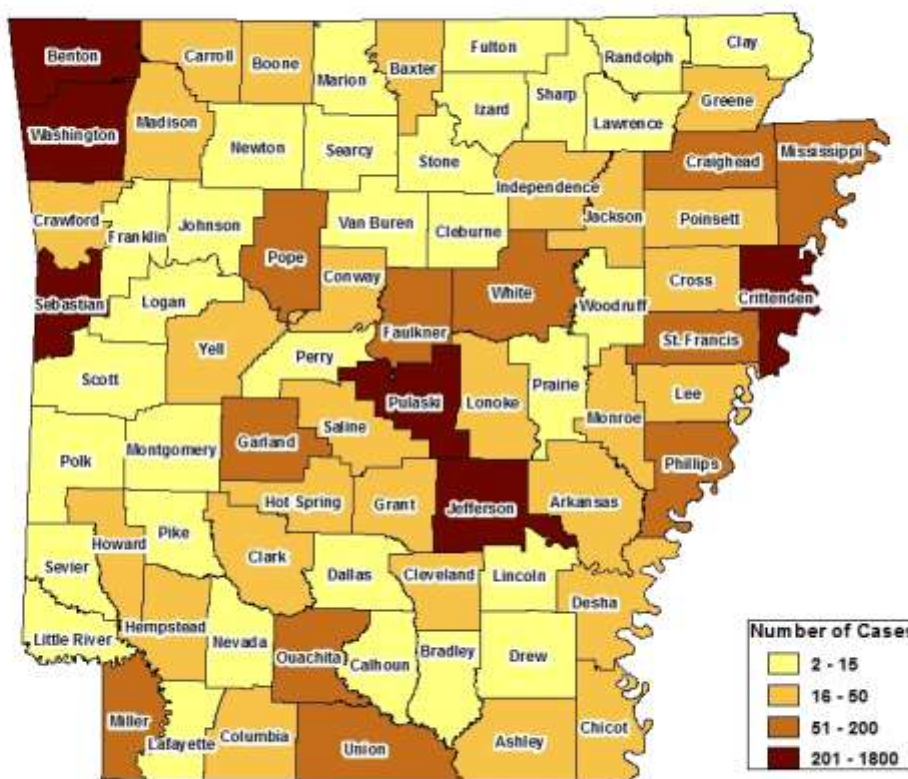 Benton
Carroll
Boone
Marion
Baxter
Fulton
Randolph
Clay
Izard
Sharp
Greene
Lawrence
Washington
Madison
Newton
Searcy
Stone
Independence
Craighead
Mississippi
Crawford
Franklin
Johnson
Pope
Van Buren
Cleburne
Jackson
Poinsett
Sebastian
Logan
Conway
White
Woodruff
Cross
Crittenden
Yell
Perry
Faulkner
St. Francis
Scott
Pulaski
Lonoke
Prairie
Monroe
Lee
Garland
Saline
Polk
Montgomery
Phillips
Hot Spring
Grant
Jefferson
Arkansas
Howard
Pike
Clark
Sevier
Dallas
Cleveland
Lincoln
Desha
Little River
Hempstead
Nevada
Ouachita
Calhoun
Bradley
Drew
Miller
Lafayette
Columbia
Union
Ashley
Chicot
Number of Cases
2 - 15
16 - 50
51 - 200
201 - 1800